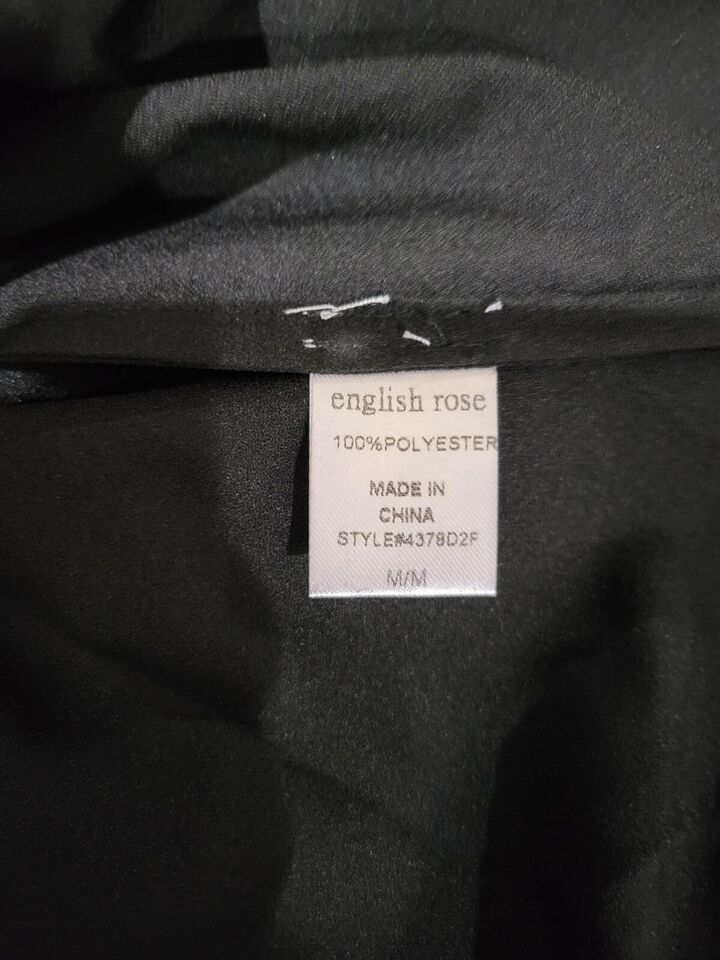 english rose
100%POLYESTER
MADE IN
CHINA
STYLE#4378D2F
M/M